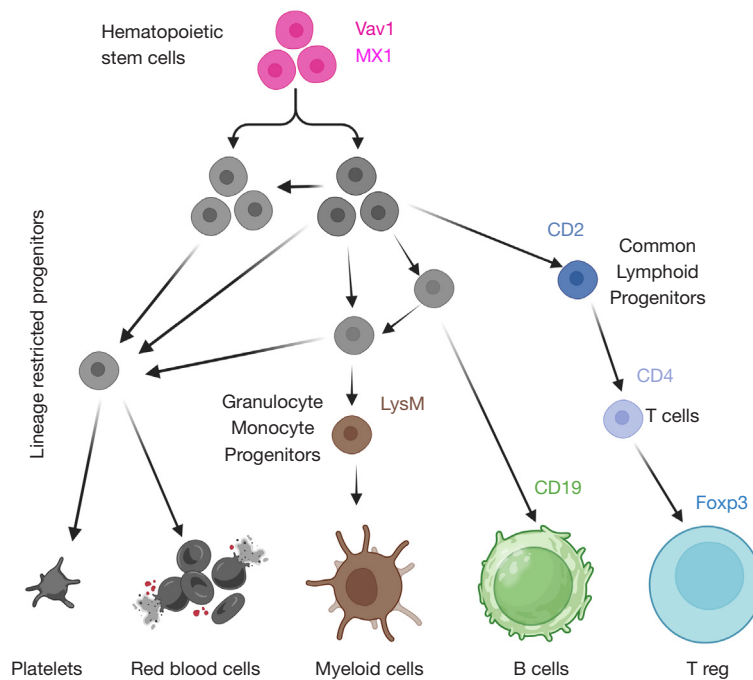 Hematopoietic
stem cells
Vav1
MX1
Lineage restricted progenitors
CD2
Common
Lymphoid
Progenitors
CD4
T cells
Granulocyte
Monocyte
Progenitors
LysM
CD19
Foxp3
Platelets
Red blood cells
Myeloid cells
B cells
T reg